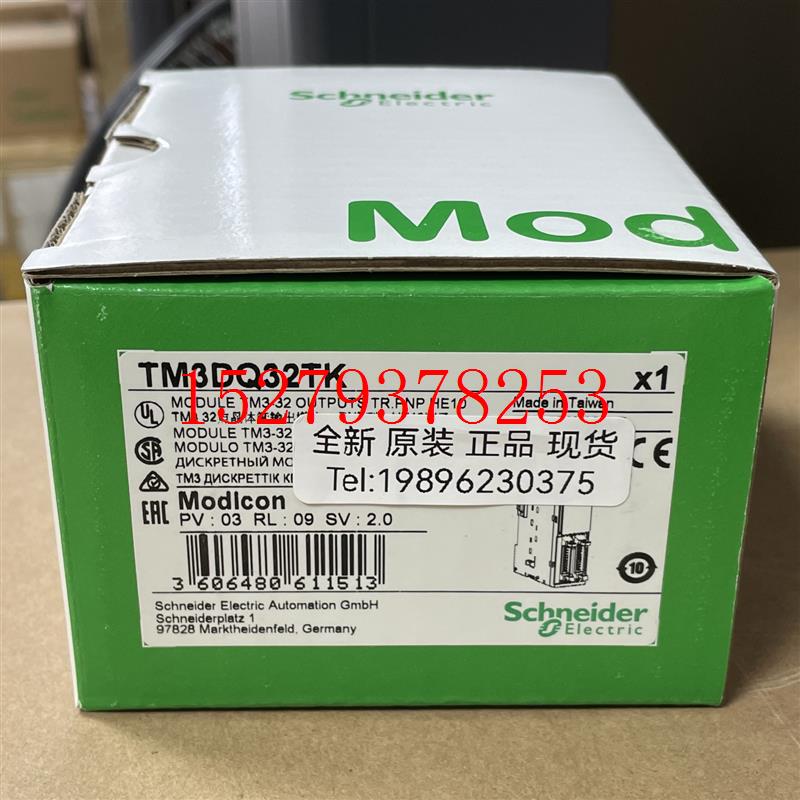 Schneider
Electric
Mod
TM3DQ32TK
x1
15279378253
MODULE TM3-32 OUTPUTS TR PNP HE10
Made in Taiwan
MODULE TM3-32
MODULO TM3-32
ДИСКРЕТНЫЙ МО
ТМ3 ДИСКРЕТТІК
全新 原装 正品 现货
Tel:19896230375
Modicon
PV : 03 RL : 09 SV : 2.0
3 606480 611513
10
Schneider Electric Automation GmbH
Schneiderplatz 1
97828 Marktheidenfeld, Germany
Schneider
Electric